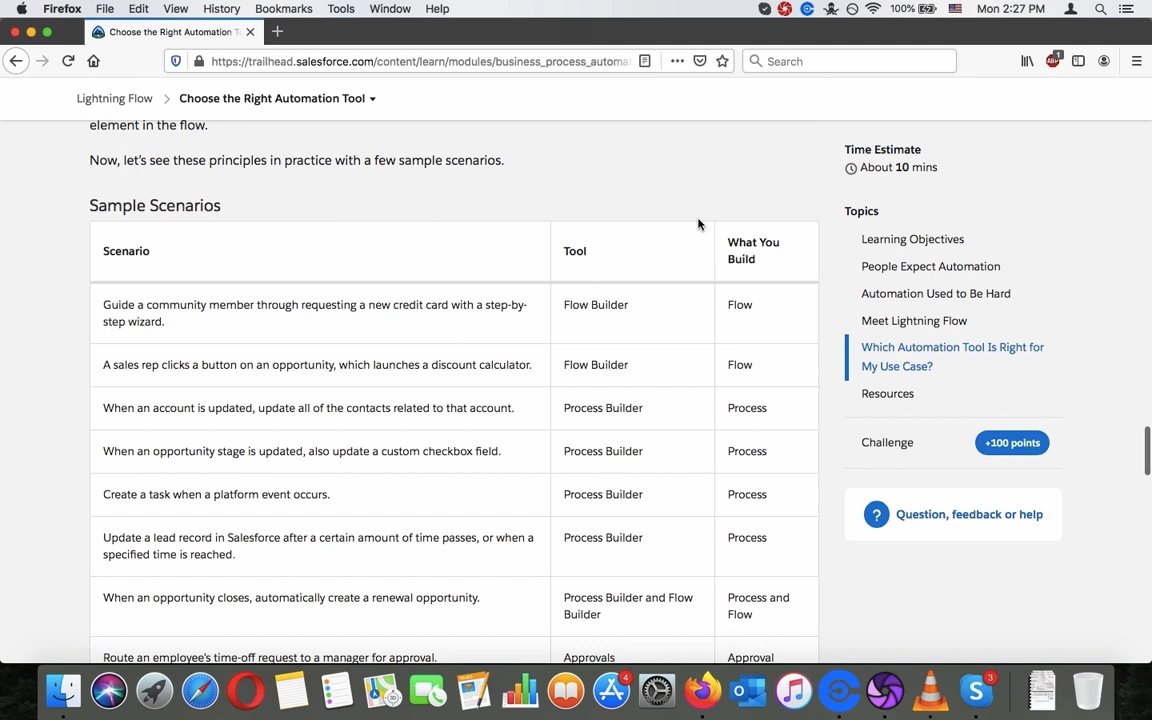 Firefox File Edit View History Bookmarks Tools Window Help 100% Mon 2:27 PM
Choose the Right Automation T
https://trailhead.salesforce.com/content/learn/modules/business_process_automa
Search
ABP
1
Lightning Flow > Choose the Right Automation Tool
element in the flow.
Now, let's see these principles in practice with a few sample scenarios.
Sample Scenarios
Scenario Tool What You
Build
Guide a community member through requesting a new credit card with a step-by- Flow Builder Flow
step wizard.
A sales rep clicks a button on an opportunity, which launches a discount calculator. Flow Builder Flow
When an account is updated, update all of the contacts related to that account. Process Builder Process
When an opportunity stage is updated, also update a custom checkbox field. Process Builder Process
Create a task when a platform event occurs. Process Builder Process
Update a lead record in Salesforce after a certain amount of time passes, or when a Process Builder Process
specified time is reached.
When an opportunity closes, automatically create a renewal opportunity. Process Builder and Flow Process and
Builder Flow
Route an employee's time-off request to a manager for approval. Approvals Approval
Time Estimate
About 10 mins
Topics
Learning Objectives
People Expect Automation
Automation Used to Be Hard
Meet Lightning Flow
Which Automation Tool Is Right for
My Use Case?
Resources
Challenge +100 points
? Question, feedback or help
4
3